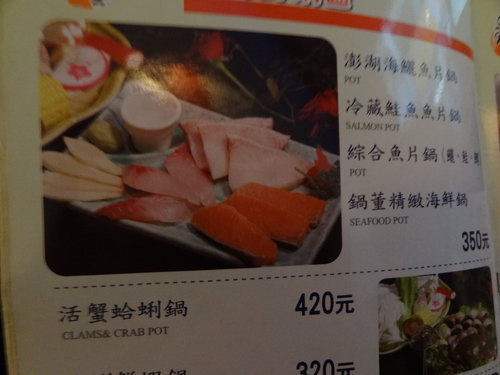 澎湖海鱺魚片鍋
POT
冷藏鮭魚魚片鍋
SALMON POT
綜合魚片鍋(鱺、鮭、
POT
鍋董精緻海鮮鍋
SEAFOOD POT
350元
活蟹蛤蜊鍋 420元
CLAMS& CRAB POT
320元